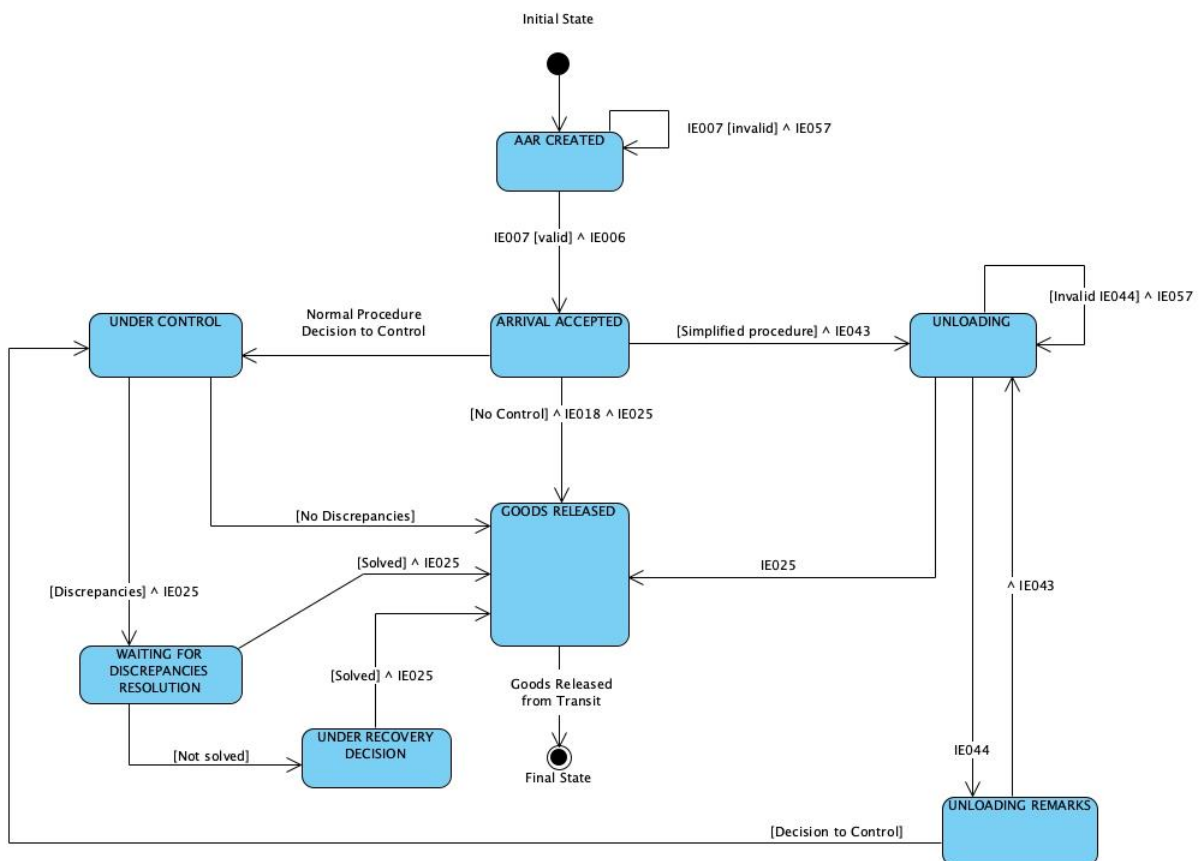 Initial State
AAR CREATED
IE007 [invalid] ^ IE057
IE007 [valid] ^ IE006
UNDER CONTROL
Normal Procedure
Decision to Control
ARRIVAL ACCEPTED
[Simplified procedure] ^ IE043
UNLOADING
[Invalid IE044] ^ IE057
[No Control] ^ IE018 ^ IE025
GOODS RELEASED
[No Discrepancies]
[Solved] ^ IE025
IE025
[Discrepancies] ^ IE025
^ IE043
WAITING FOR
DISCREPANCIES
RESOLUTION
[Solved] ^ IE025
Goods Released
from Transit
[Not solved]
UNDER RECOVERY
DECISION
IE044
Final State
UNLOADING REMARKS
[Decision to Control]